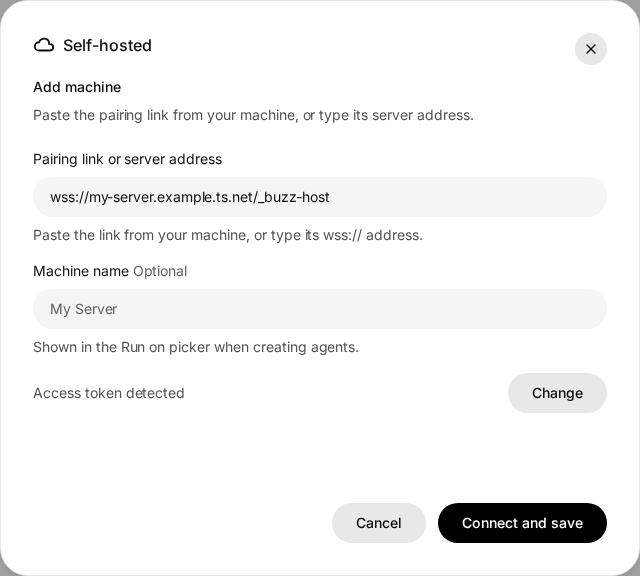 Self-hosted
Add machine
Paste the pairing link from your machine, or type its server address.
Pairing link or server address
wss://my-server.example.ts.net/_buzz-host
Paste the link from your machine, or type its wss:// address.
Machine name Optional
My Server
Shown in the Run on picker when creating agents.
Access token detected
Change
Cancel
Connect and save